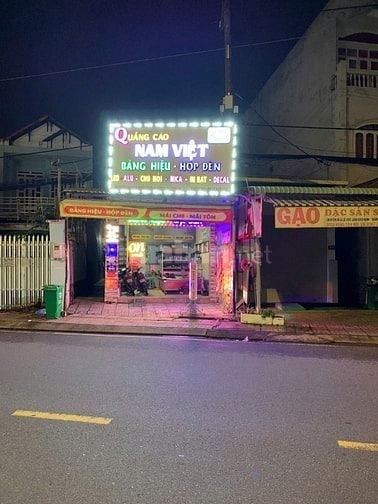 QUẢNG CÁO
NAM VIỆT
BẢNG HIỆU - HỘP ĐÈN
ALU - CHỮ NỔI - MICA - IN BẠT - DECAL
BẢNG HIỆU - HỘP ĐÈN
MÁI CHE - MÁI TÔN
GẠO ĐẶC SẢN